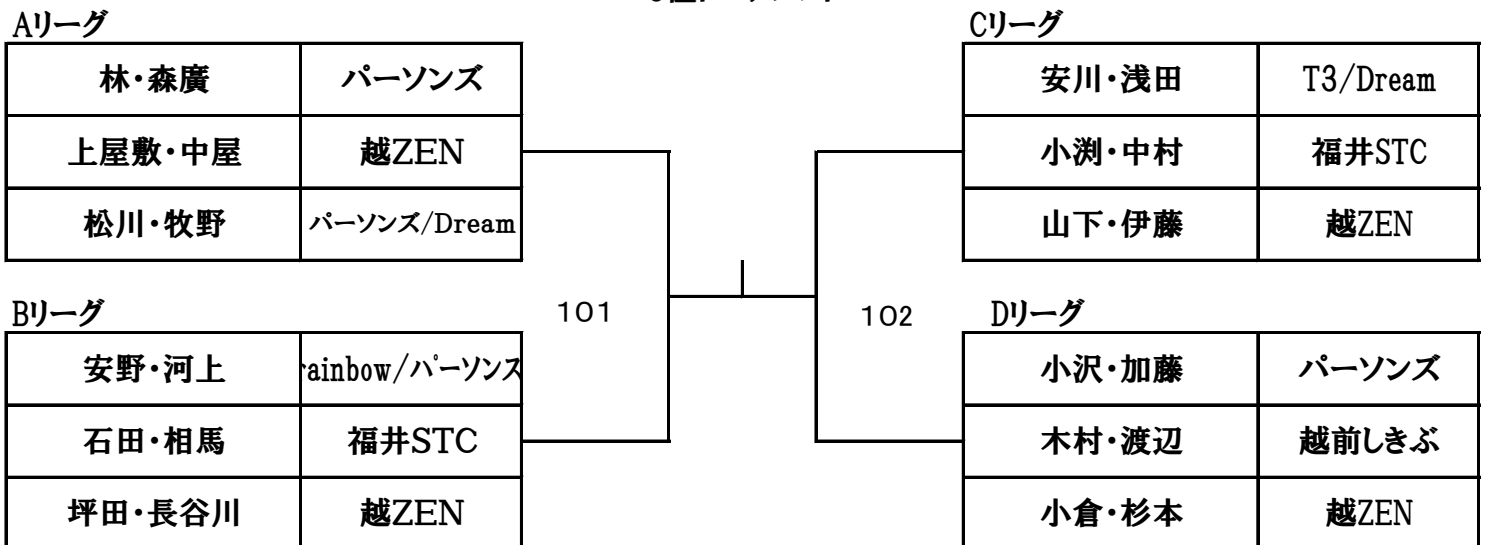 Aリーグ
林・森廣 パーソンズ
上屋敷・中屋 越ZEN
松川・牧野 パーソンズ/Dream
Bリーグ
安野・河上 ainbow/パーソンズ
石田・相馬 福井STC
坪田・長谷川 越ZEN
101
102
Cリーグ
安川・浅田 T3/Dream
小渕・中村 福井STC
山下・伊藤 越ZEN
Dリーグ
小沢・加藤 パーソンズ
木村・渡辺 越前しきぶ
小倉・杉本 越ZEN